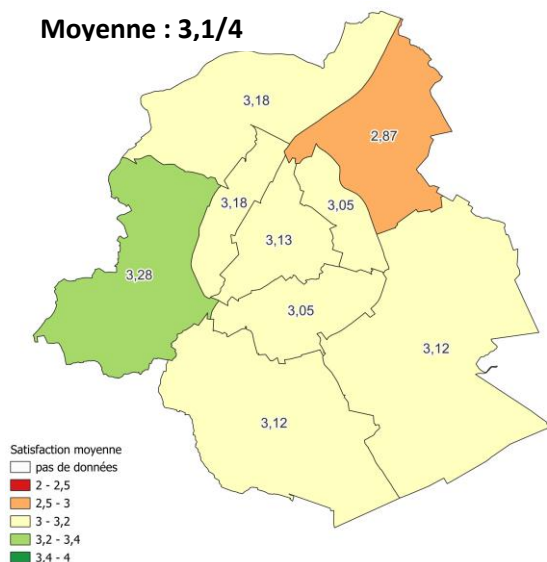 Moyenne : 3,1/4
3,18
2,87
3,18
3,05
3,13
3,28
3,05
3,12
3,12
Satisfaction moyenne
pas de données
2 - 2,5
2,5 - 3
3 - 3,2
3,2 - 3,4
3,4 - 4